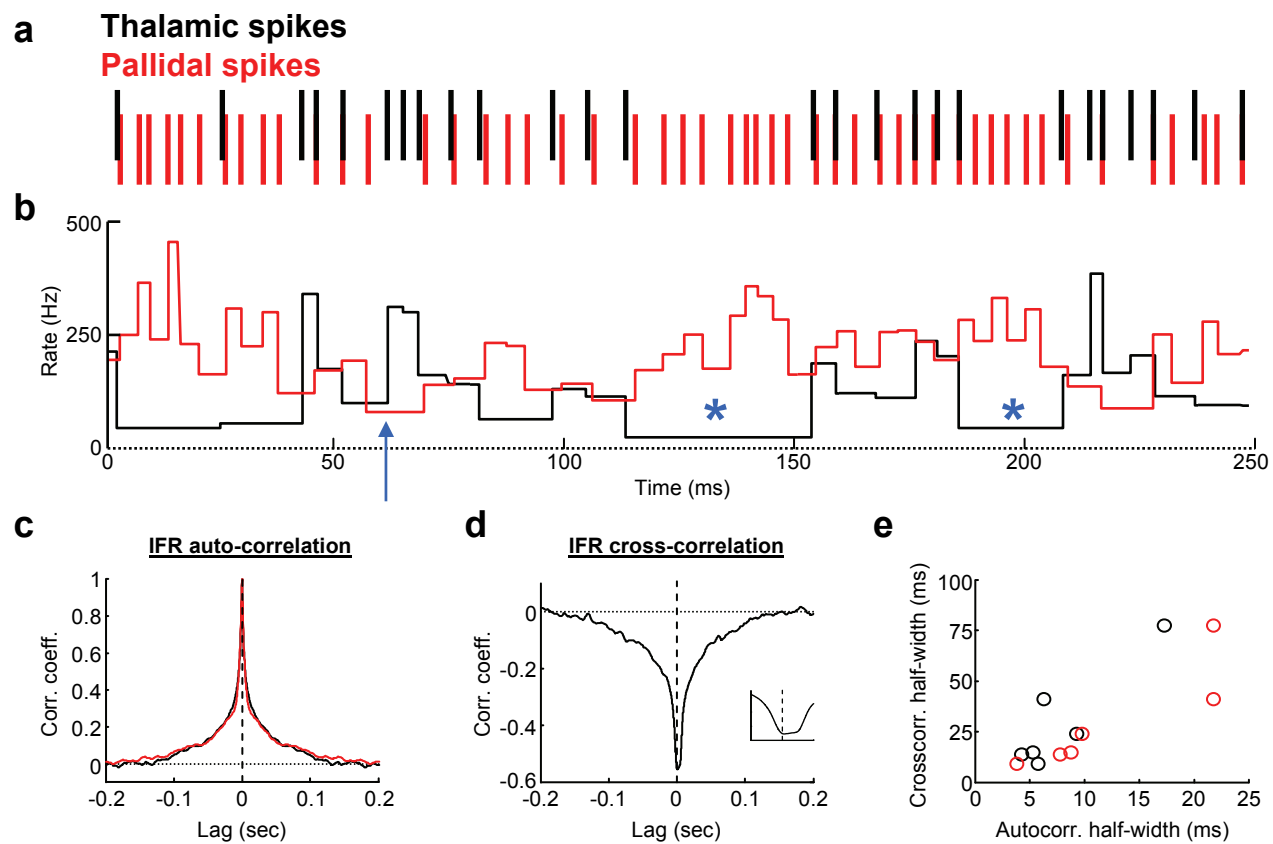 a
Thalamic spikes
Pallidal spikes
b
500
250
0
Rate (Hz)
*
*
0 50 100 150 200 250
Time (ms)
c
IFR auto-correlation
1
0.8
0.6
0.4
0.2
0
Corr. coeff.
-0.2 -0.1 0 0.1 0.2
Lag (sec)
d
IFR cross-correlation
0
-0.2
-0.4
-0.6
Corr. coeff.
-0.2 -0.1 0 0.1 0.2
Lag (sec)
e
100
75
50
25
0
Crosscorr. half-width (ms)
0 5 10 15 20 25
Autocorr. half-width (ms)